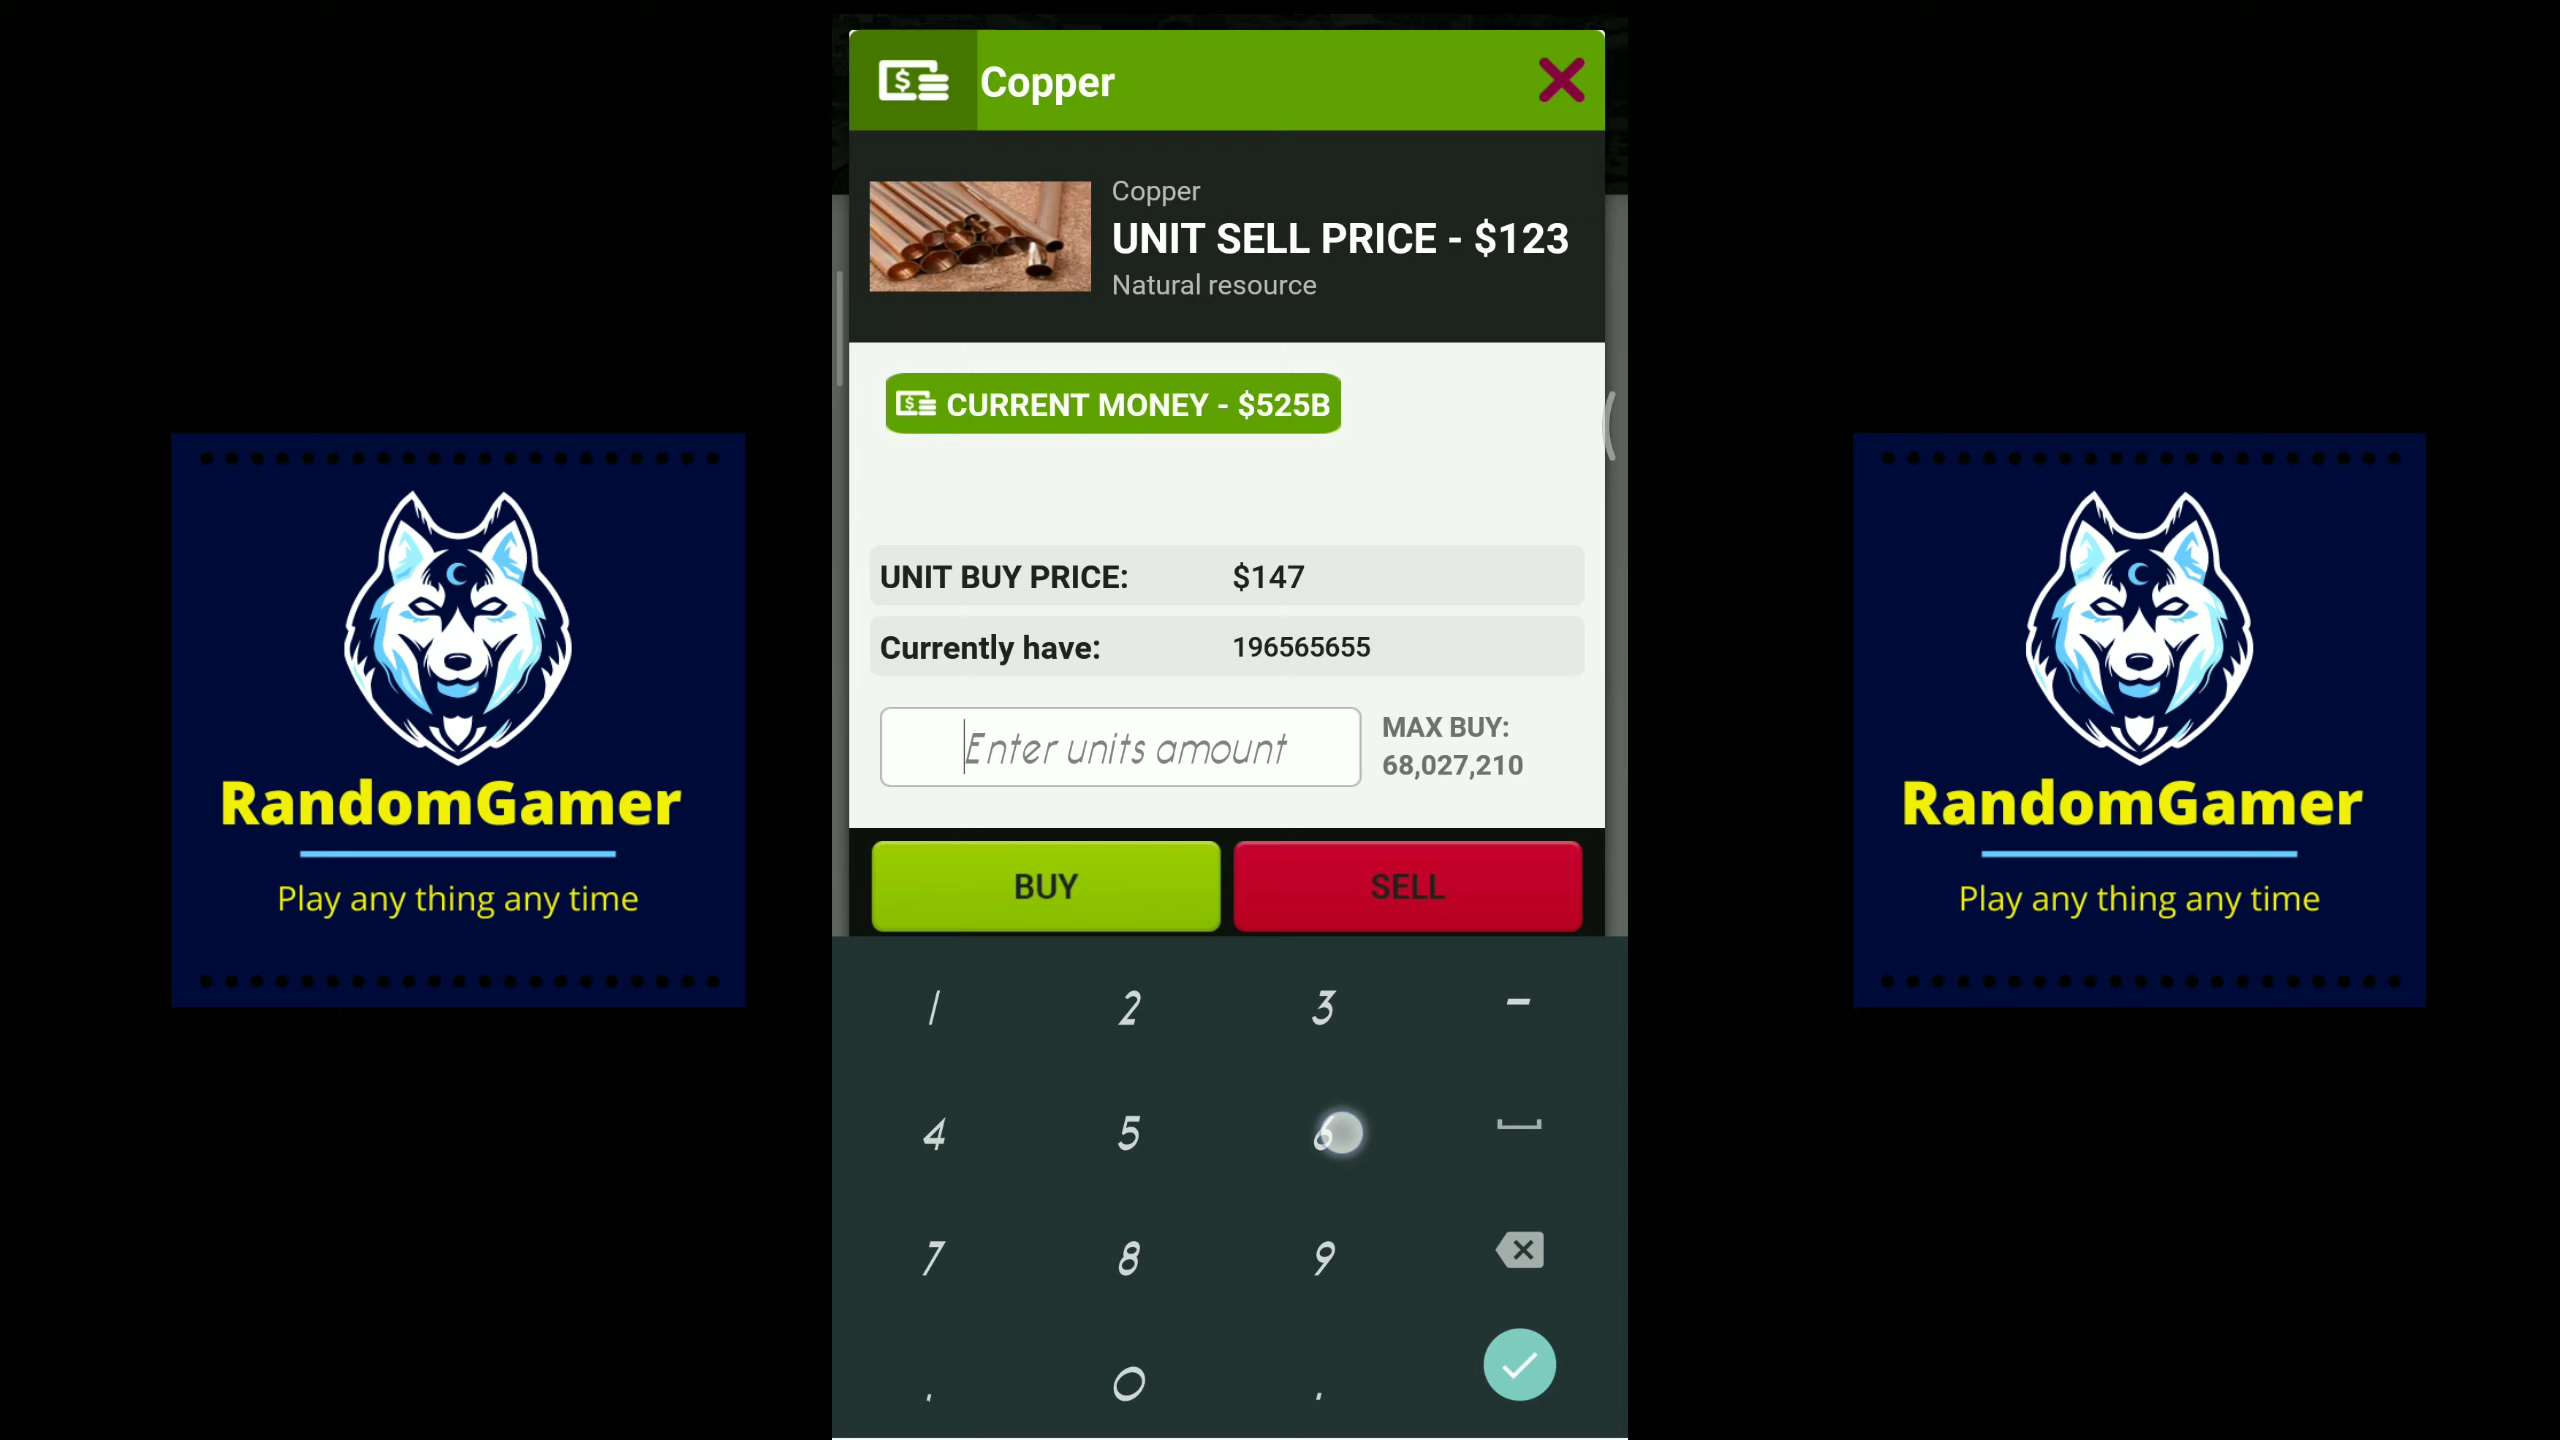 Copper
Copper
UNIT SELL PRICE - $123
Natural resource
CURRENT MONEY - $525B
UNIT BUY PRICE: $147
Currently have: 196565655
Enter units amount
MAX BUY:
68,027,210
BUY SELL
1 2 3 -
4 5 6
7 8 9
. 0 .
RandomGamer
Play any thing any time
RandomGamer
Play any thing any time